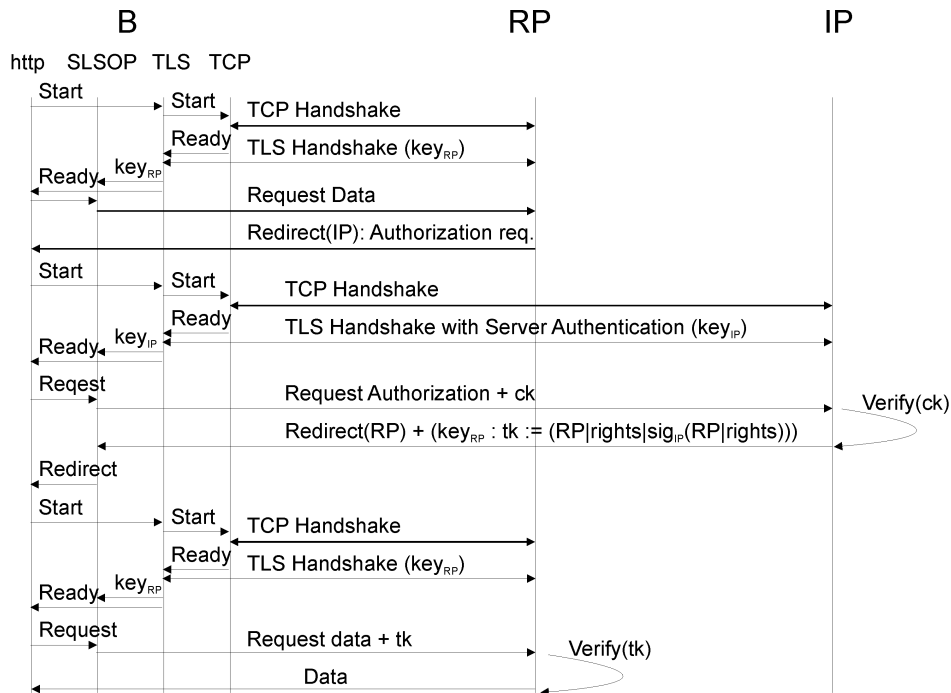 B RP IP
http SLSOP TLS TCP
Start
Start
TCP Handshake
Ready
TLS Handshake (keyRP)
keyRP
Ready
Request Data
Redirect(IP): Authorization req.
Start
Start
TCP Handshake
Ready
TLS Handshake with Server Authentication (keyIP)
keyIP
Ready
Reqest
Request Authorization + ck
Verify(ck)
Redirect(RP) + (keyRP : tk := (RP|rights|sigIP(RP|rights)))
Redirect
Start
Start
TCP Handshake
Ready
TLS Handshake (keyRP)
keyRP
Ready
Request
Request data + tk
Verify(tk)
Data